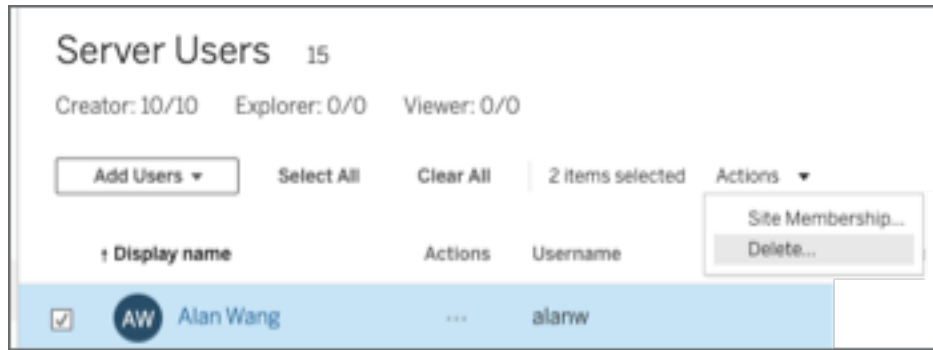 Server Users 15
Creator: 10/10 Explorer: 0/0 Viewer: 0/0
Add Users Select All Clear All 2 items selected Actions
Site Membership...
Delete...
↑ Display name Actions Username
AW Alan Wang ... alanw